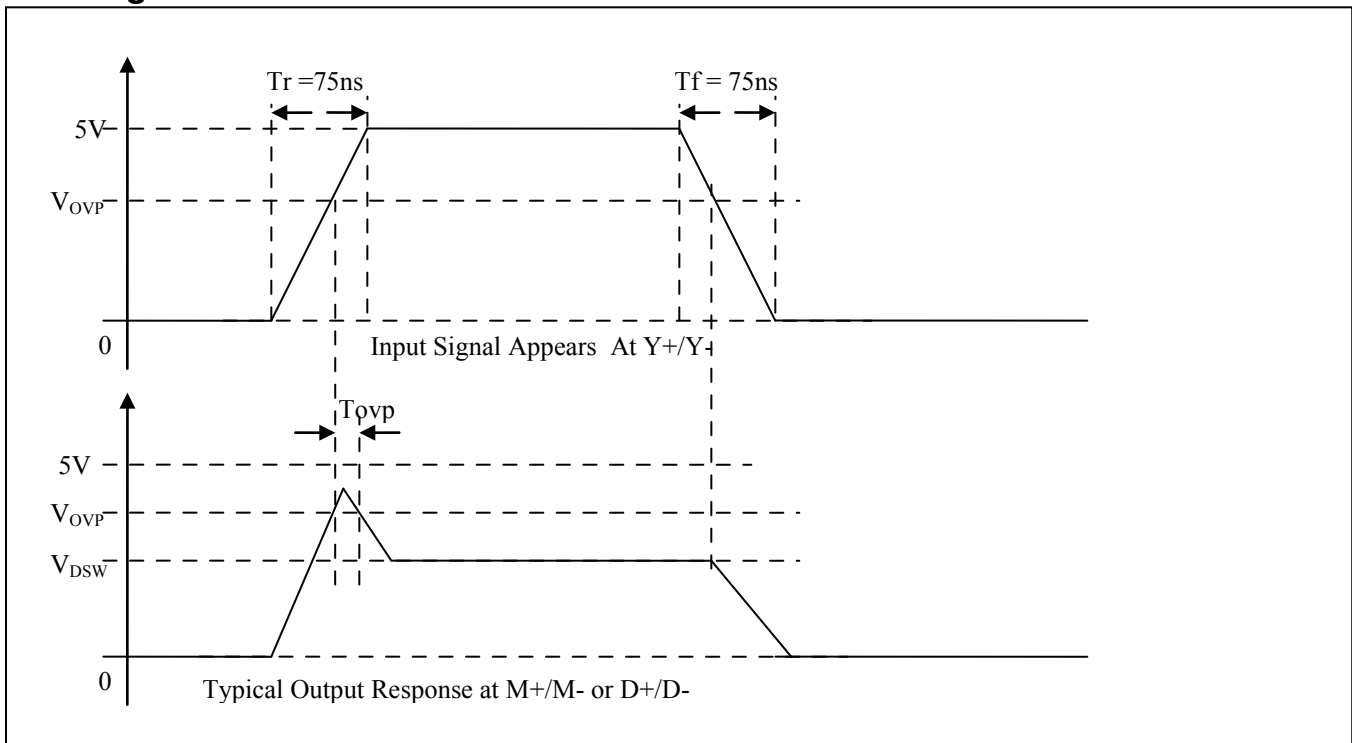 Tr =75ns
Tf = 75ns
5V
VOVP
0
Input Signal Appears At Y+/Y-
Tovp
5V
VOVP
VDSW
0
Typical Output Response at M+/M- or D+/D-